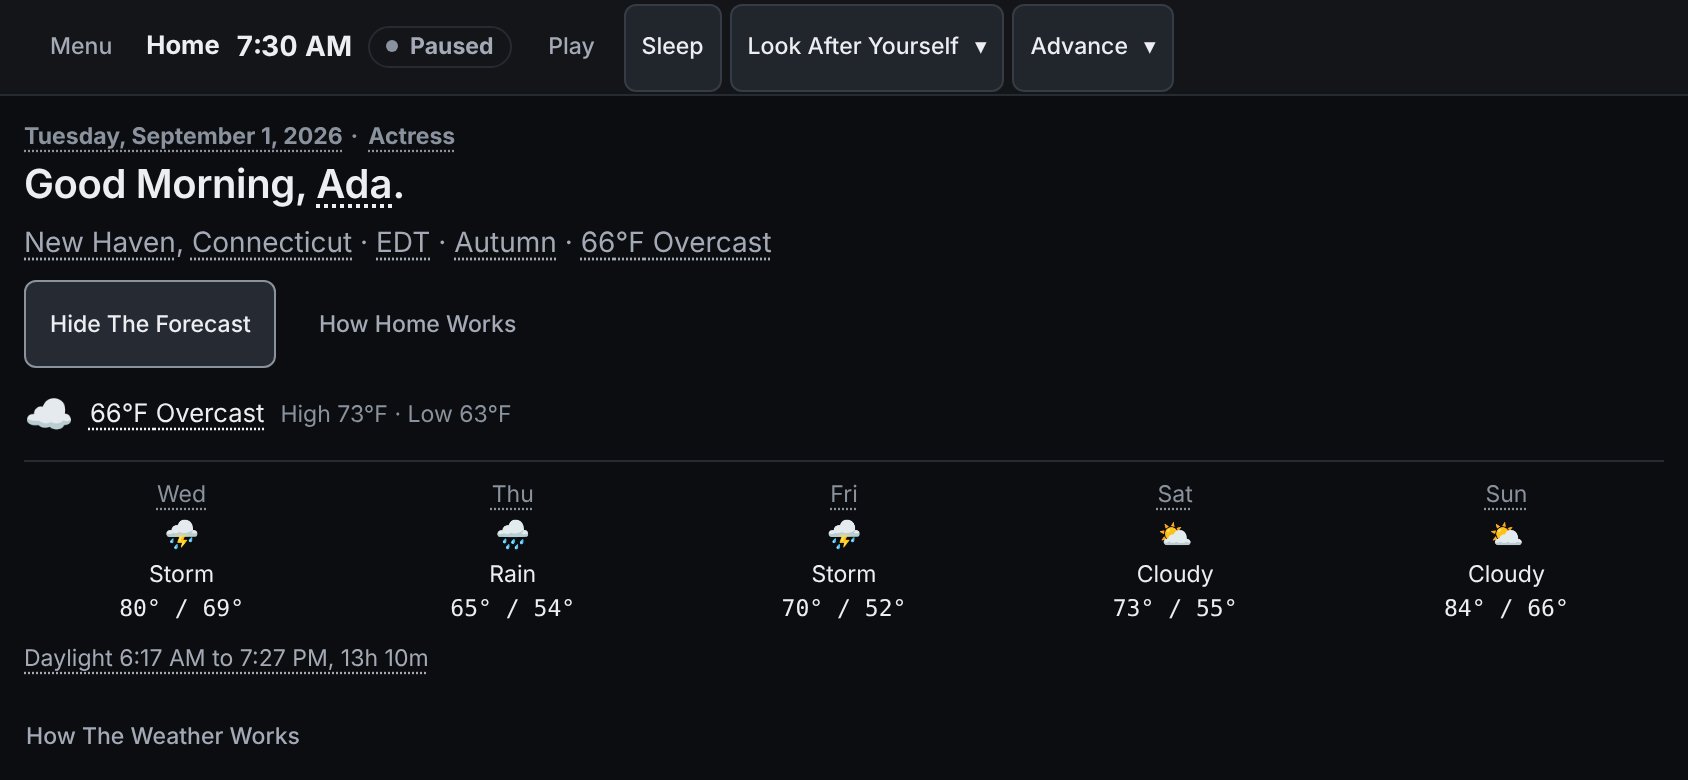 Menu Home 7:30 AM Paused Play Sleep Look After Yourself ▼ Advance ▼
Tuesday, September 1, 2026 · Actress
Good Morning, Ada.
New Haven, Connecticut · EDT · Autumn · 66°F Overcast
Hide The Forecast How Home Works
66°F Overcast High 73°F · Low 63°F
Wed Thu Fri Sat Sun
Storm Rain Storm Cloudy Cloudy
80° / 69° 65° / 54° 70° / 52° 73° / 55° 84° / 66°
Daylight 6:17 AM to 7:27 PM, 13h 10m
How The Weather Works